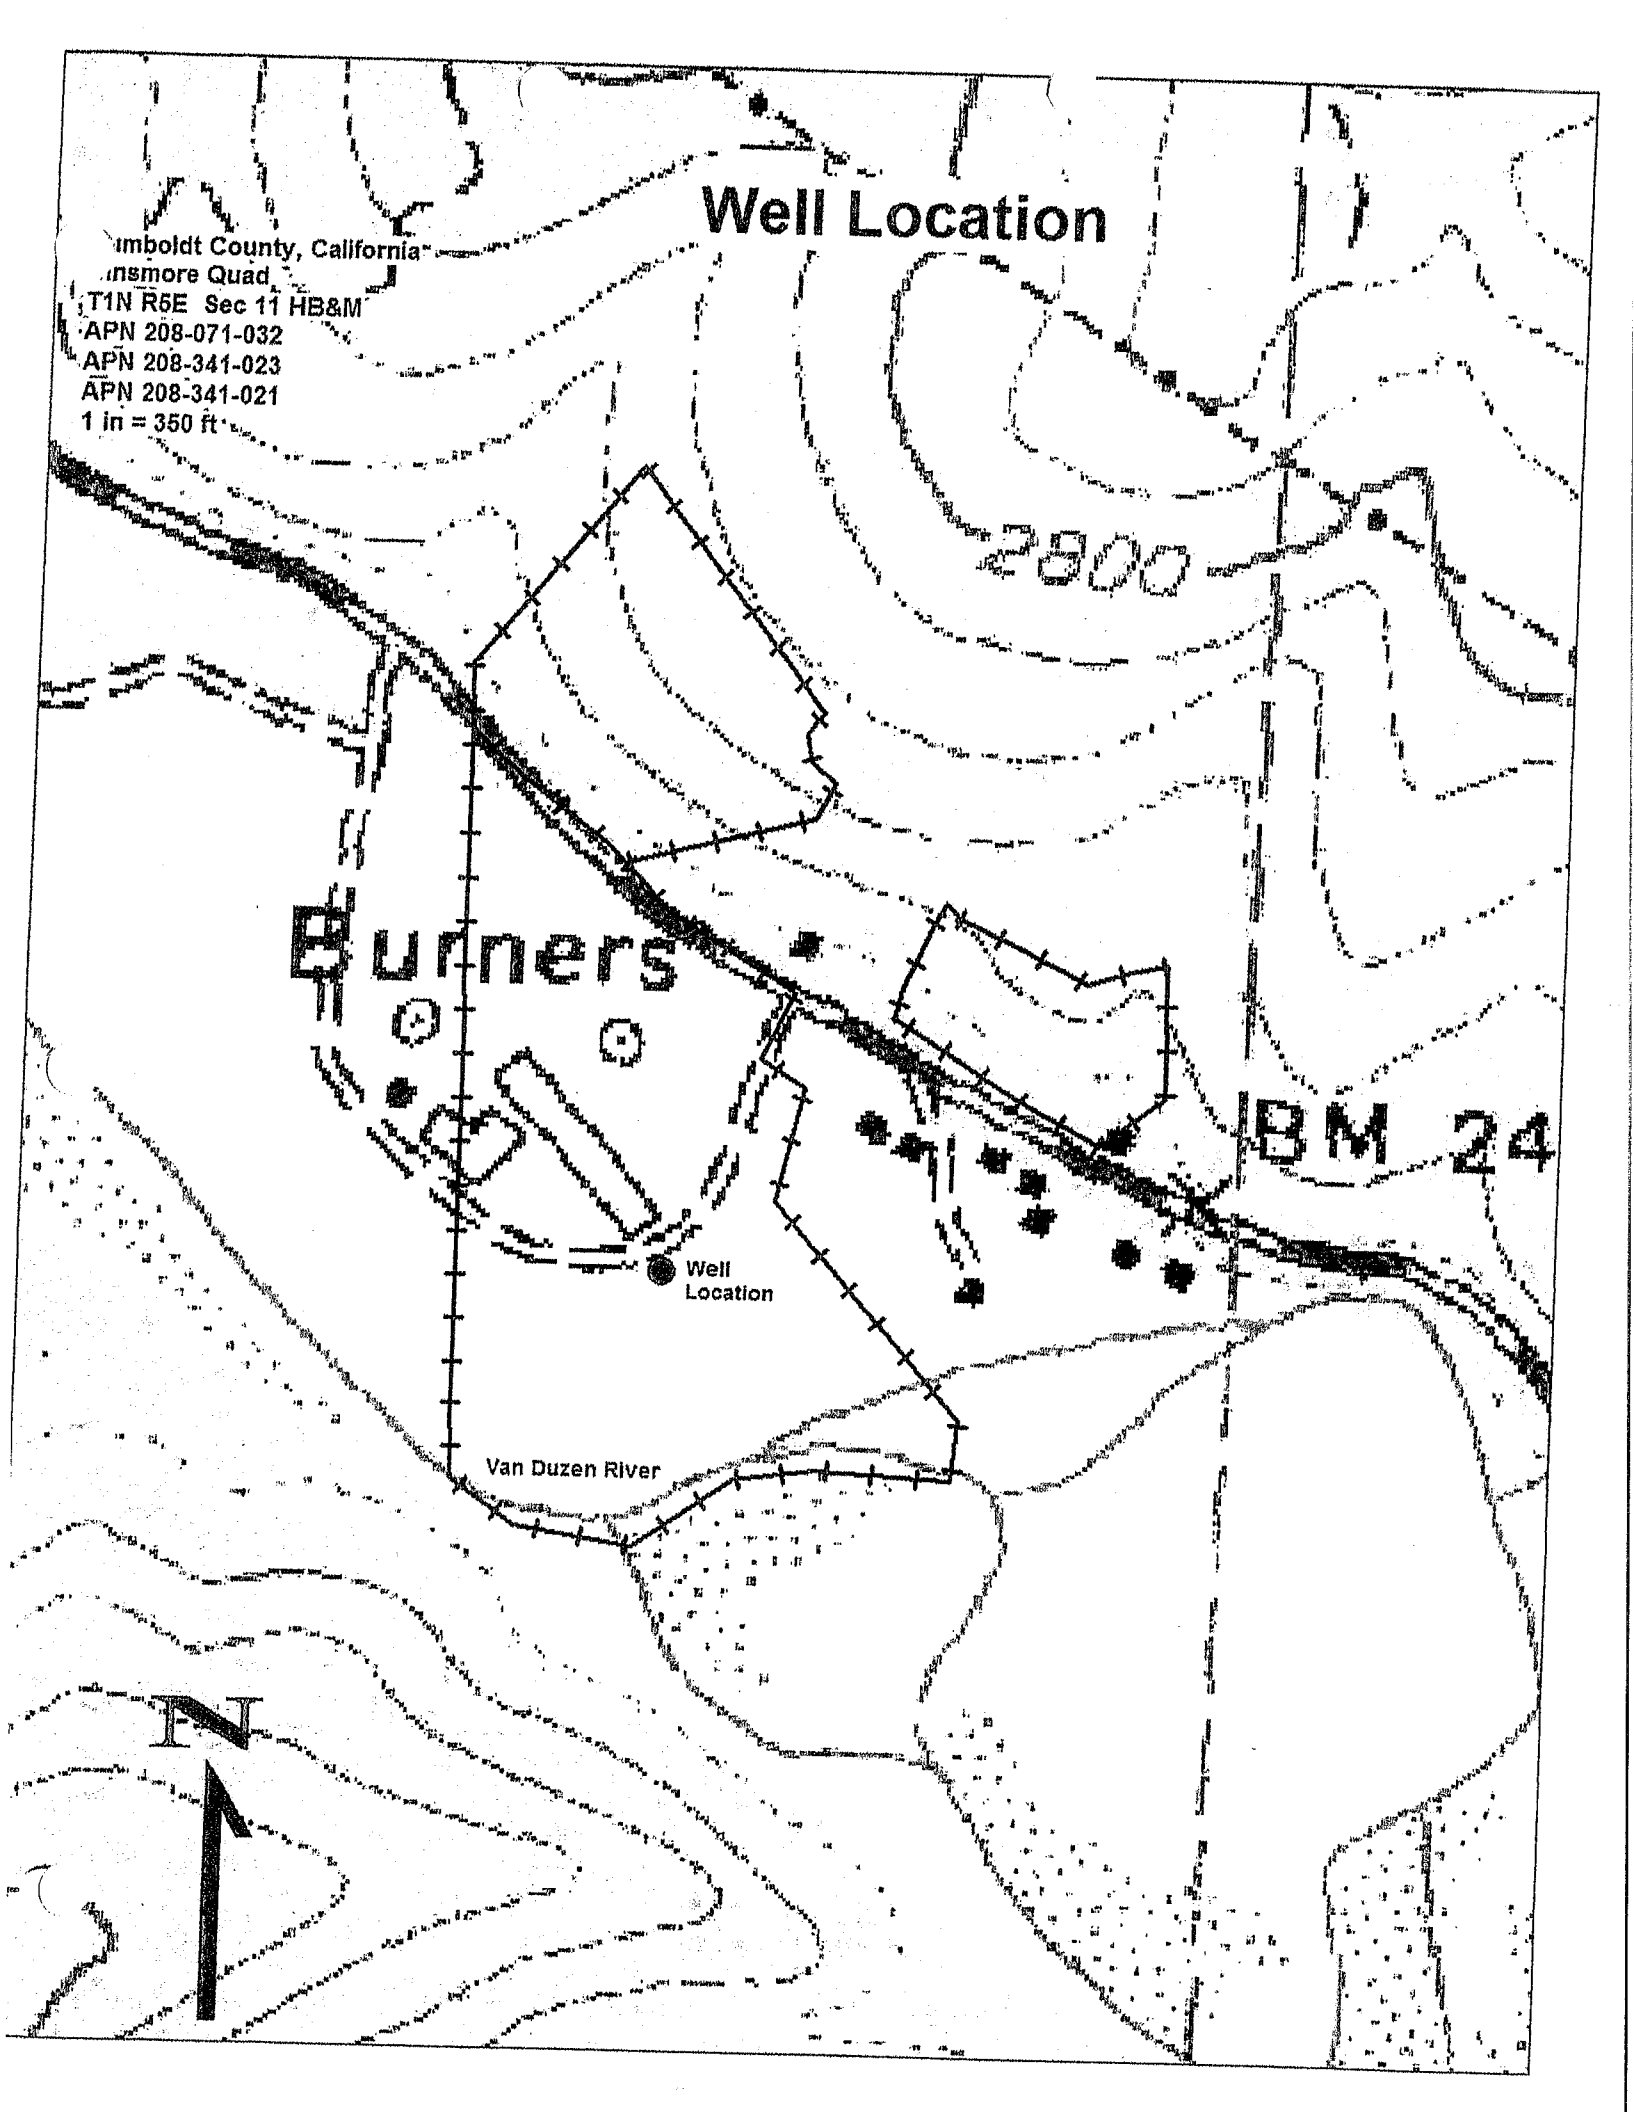 Well Location
imboldt County, California
insmore Quad
T1N R5E Sec 11 HB&M
APN 208-071-032
APN 208-341-023
APN 208-341-021
1 in = 350 ft
2800
Burners
BM 24
Well
Location
Van Duzen River
N